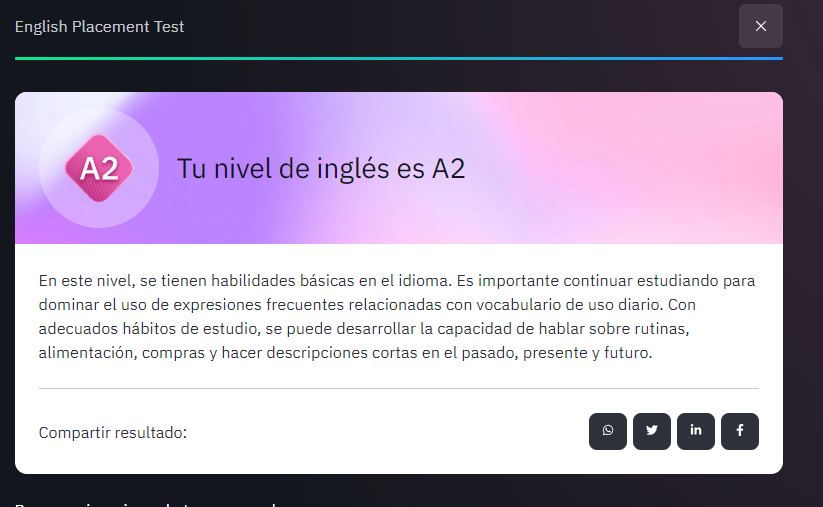 English Placement Test
A2
Tu nivel de inglés es A2
En este nivel, se tienen habilidades básicas en el idioma. Es importante continuar estudiando para
dominar el uso de expresiones frecuentes relacionadas con vocabulario de uso diario. Con
adecuados hábitos de estudio, se puede desarrollar la capacidad de hablar sobre rutinas,
alimentación, compras y hacer descripciones cortas en el pasado, presente y futuro.
Compartir resultado: